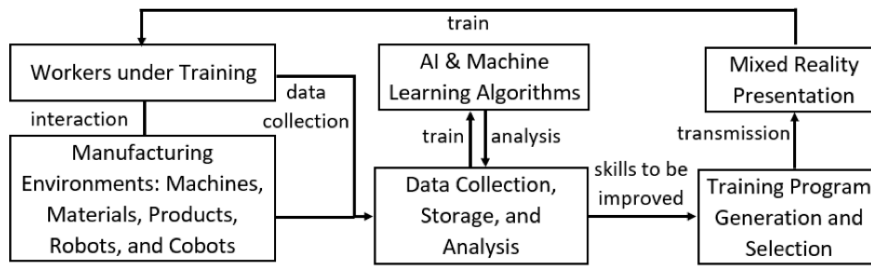 train
Workers under Training
AI & Machine
Learning Algorithms
Mixed Reality
Presentation
interaction
data
collection
train
analysis
transmission
Manufacturing
Environments: Machines,
Materials, Products,
Robots, and Cobots
Data Collection,
Storage, and
Analysis
skills to be
improved
Training Program
Generation and
Selection